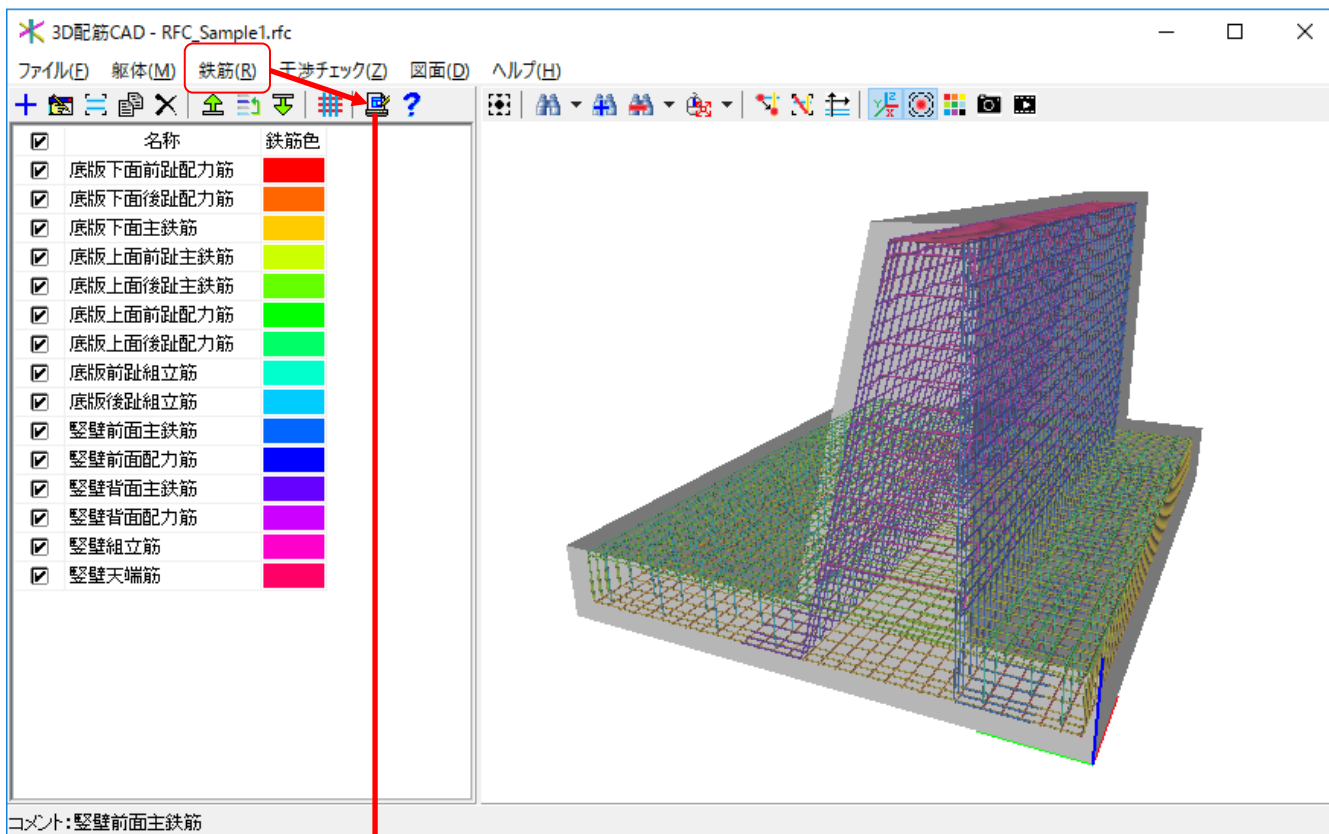 3D配筋CAD - RFC_Sample1.rfc
ファイル(F) 躯体(M) 鉄筋(R) 干渉チェック(Z) 図面(D) ヘルプ(H)
名称 鉄筋色
底版下面前趾配力筋
底版下面後趾配力筋
底版下面主鉄筋
底版上面前趾主鉄筋
底版上面後趾主鉄筋
底版上面前趾配力筋
底版上面後趾配力筋
底版前趾組立筋
底版後趾組立筋
竪壁前面主鉄筋
竪壁前面配力筋
竪壁背面主鉄筋
竪壁背面配力筋
竪壁組立筋
竪壁天端筋
コメント:竪壁前面主鉄筋